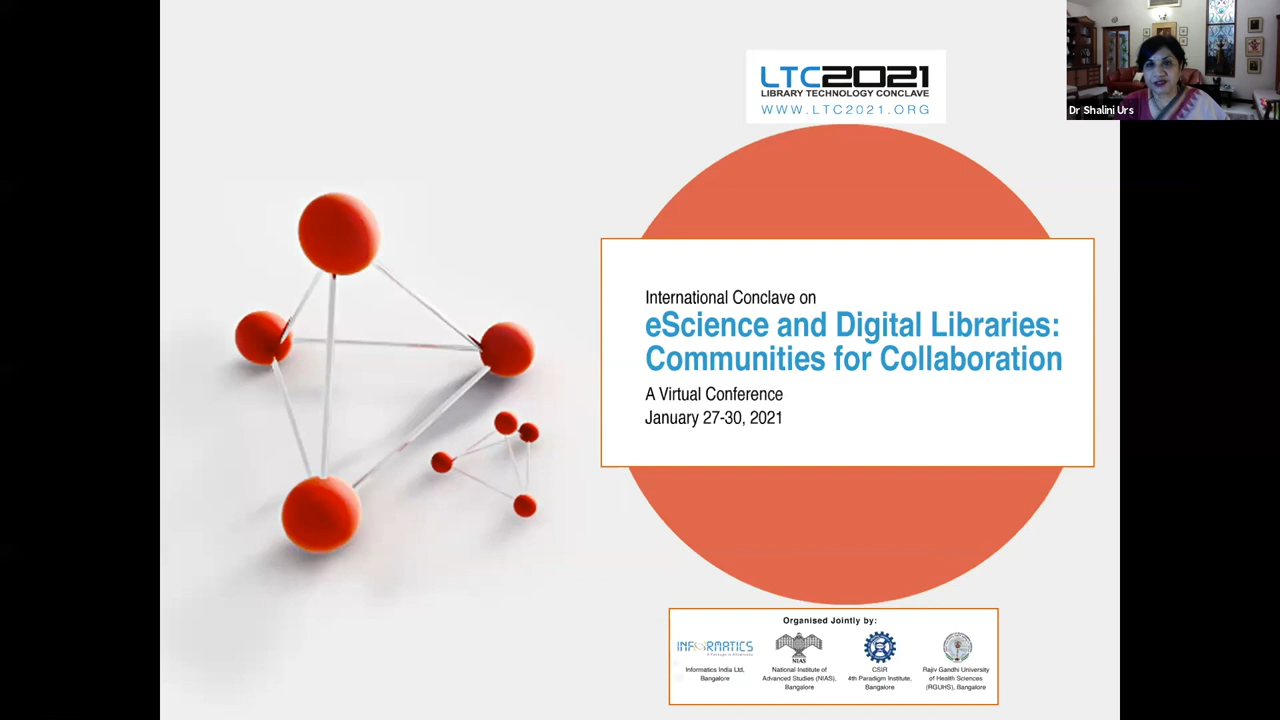 Dr Shalini Urs
LTC2021
LIBRARY TECHNOLOGY CONCLAVE
WWW.LTC2021.ORG
International Conclave on
eScience and Digital Libraries:
Communities for Collaboration
A Virtual Conference
January 27-30, 2021
Organised Jointly by:
INFORMATICS
Informatics India Ltd,
Bangalore
NIAS
National Institute of
Advanced Studies (NIAS),
Bangalore
CSIR
4th Paradigm Institute,
Bangalore
Rajiv Gandhi University
of Health Sciences
(RGUHS), Bangalore